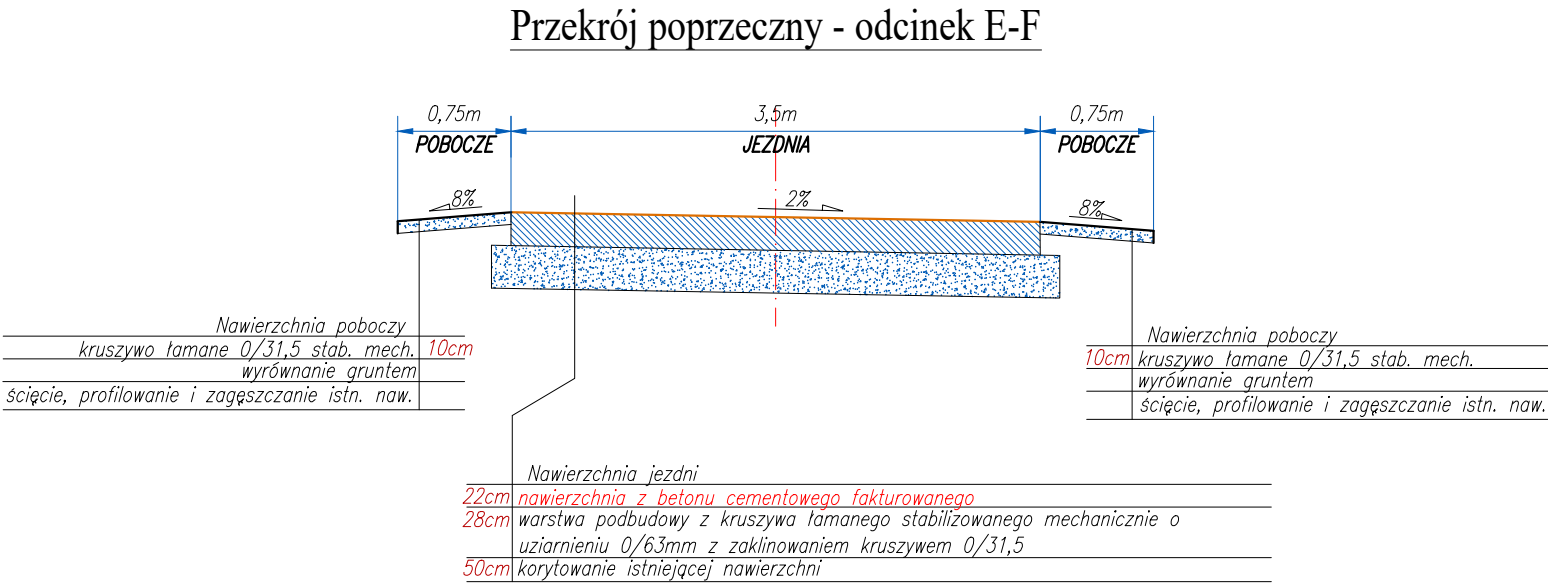 Przekrój poprzeczny - odcinek E-F
0,75m 3,5m 0,75m
POBOCZE JEZDNIA POBOCZE
8% 2% 8%
Nawierzchnia poboczy
kruszywo łamane 0/31,5 stab. mech. 10cm
wyrównanie gruntem
ścięcie, profilowanie i zagęszczanie istn. naw.
Nawierzchnia poboczy
10cm kruszywo łamane 0/31,5 stab. mech.
wyrównanie gruntem
ścięcie, profilowanie i zagęszczanie istn. naw.
Nawierzchnia jezdni
22cm nawierzchnia z betonu cementowego fakturowanego
28cm warstwa podbudowy z kruszywa łamanego stabilizowanego mechanicznie o
uziarnieniu 0/63mm z zaklinowaniem kruszywem 0/31,5
50cm korytowanie istniejącej nawierzchni